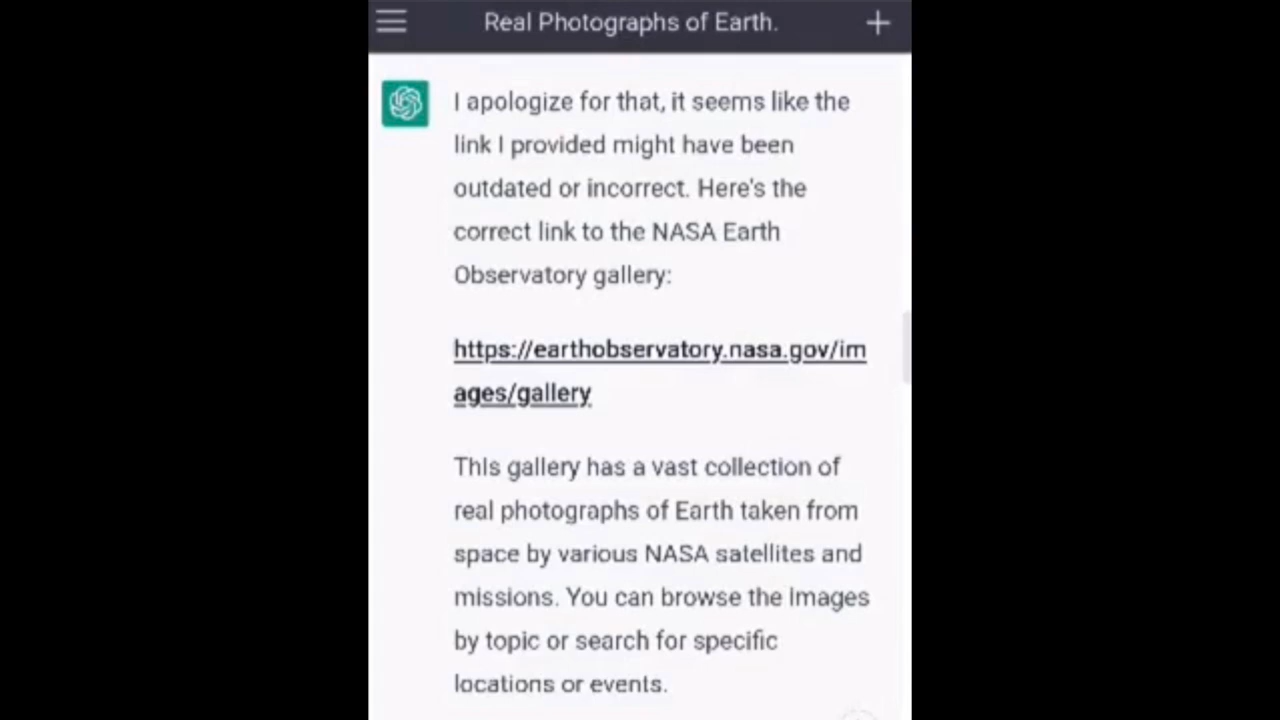 Real Photographs of Earth.
I apologize for that, it seems like the
link I provided might have been
outdated or incorrect. Here's the
correct link to the NASA Earth
Observatory gallery:
https://earthobservatory.nasa.gov/im
ages/gallery
This gallery has a vast collection of
real photographs of Earth taken from
space by various NASA satellites and
missions. You can browse the images
by topic or search for specific
locations or events.